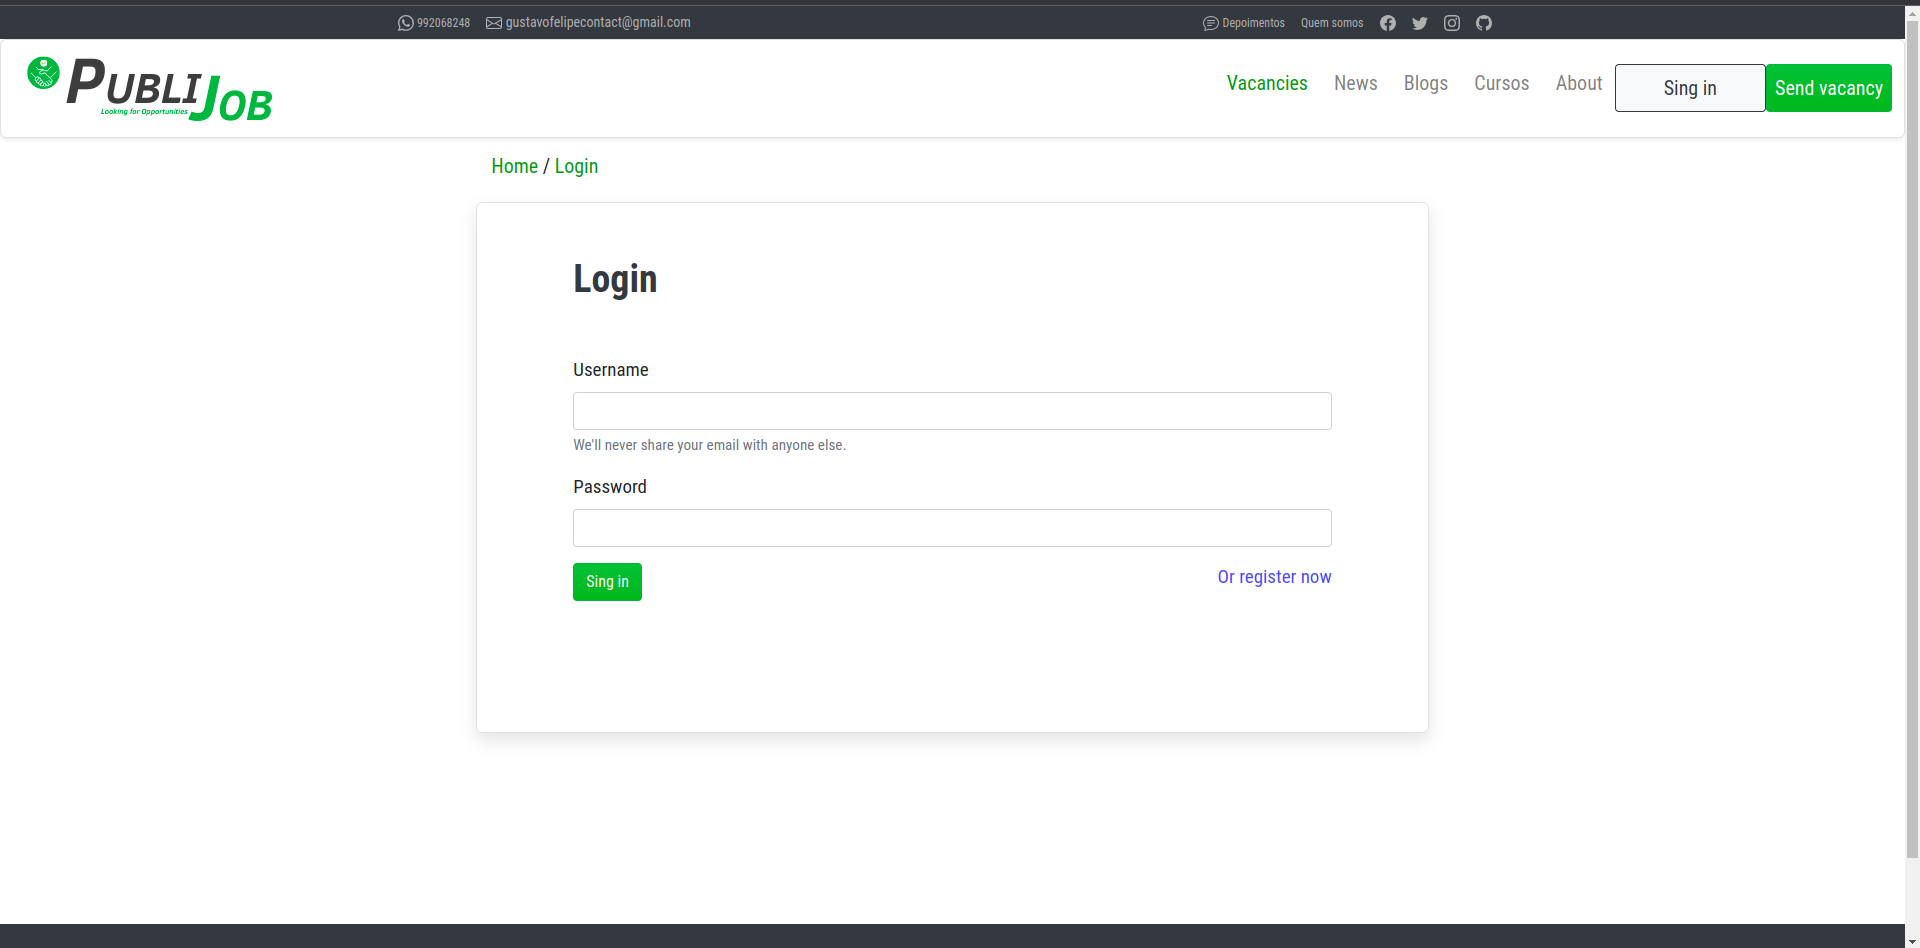 992068248 gustavofelipecontact@gmail.com Depoimentos Quem somos
PUBLIJOB
Looking for Opportunities
Vacancies News Blogs Cursos About Sing in Send vacancy
Home / Login
Login
Username
We'll never share your email with anyone else.
Password
Sing in Or register now